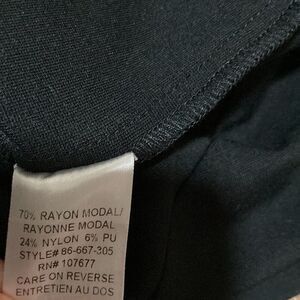 70% RAYON MODAL/
RAYONNE MODAL
24% NYLON 6% PU
STYLE# 86-667-305
RN# 107677
CARE ON REVERSE
ENTRETIEN AU DOS